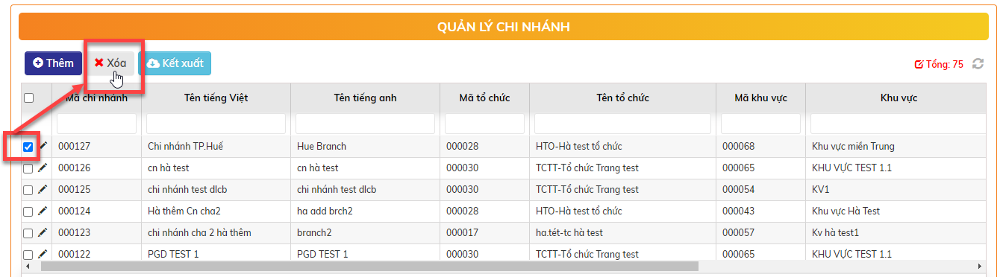 QUẢN LÝ CHI NHÁNH
Thêm Xóa Kết xuất Tổng: 75
Mã chi nhánh Tên tiếng Việt Tên tiếng anh Mã tổ chức Tên tổ chức Mã khu vực Khu vực
000127 Chi nhánh TP.Huế Hue Branch 000028 HTO-Hà test tổ chức 000068 Khu vực miền Trung
000126 cn hà test cn hà test 000030 TCTT-Tổ chức Trang test 000065 KHU VỰC TEST 1.1
000125 chi nhánh test dlcb chi nhánh test dlcb 000030 TCTT-Tổ chức Trang test 000054 KV1
000124 Hà thêm Cn cha2 ha add brch2 000028 HTO-Hà test tổ chức 000043 Khu vực Hà Test
000123 chi nhánh cha 2 hà thêm branch2 000017 ha.tét-tc hà test 000057 Kv hà test1
000122 PGD TEST 1 PGD TEST 1 000030 TCTT-Tổ chức Trang test 000065 KHU VỰC TEST 1.1